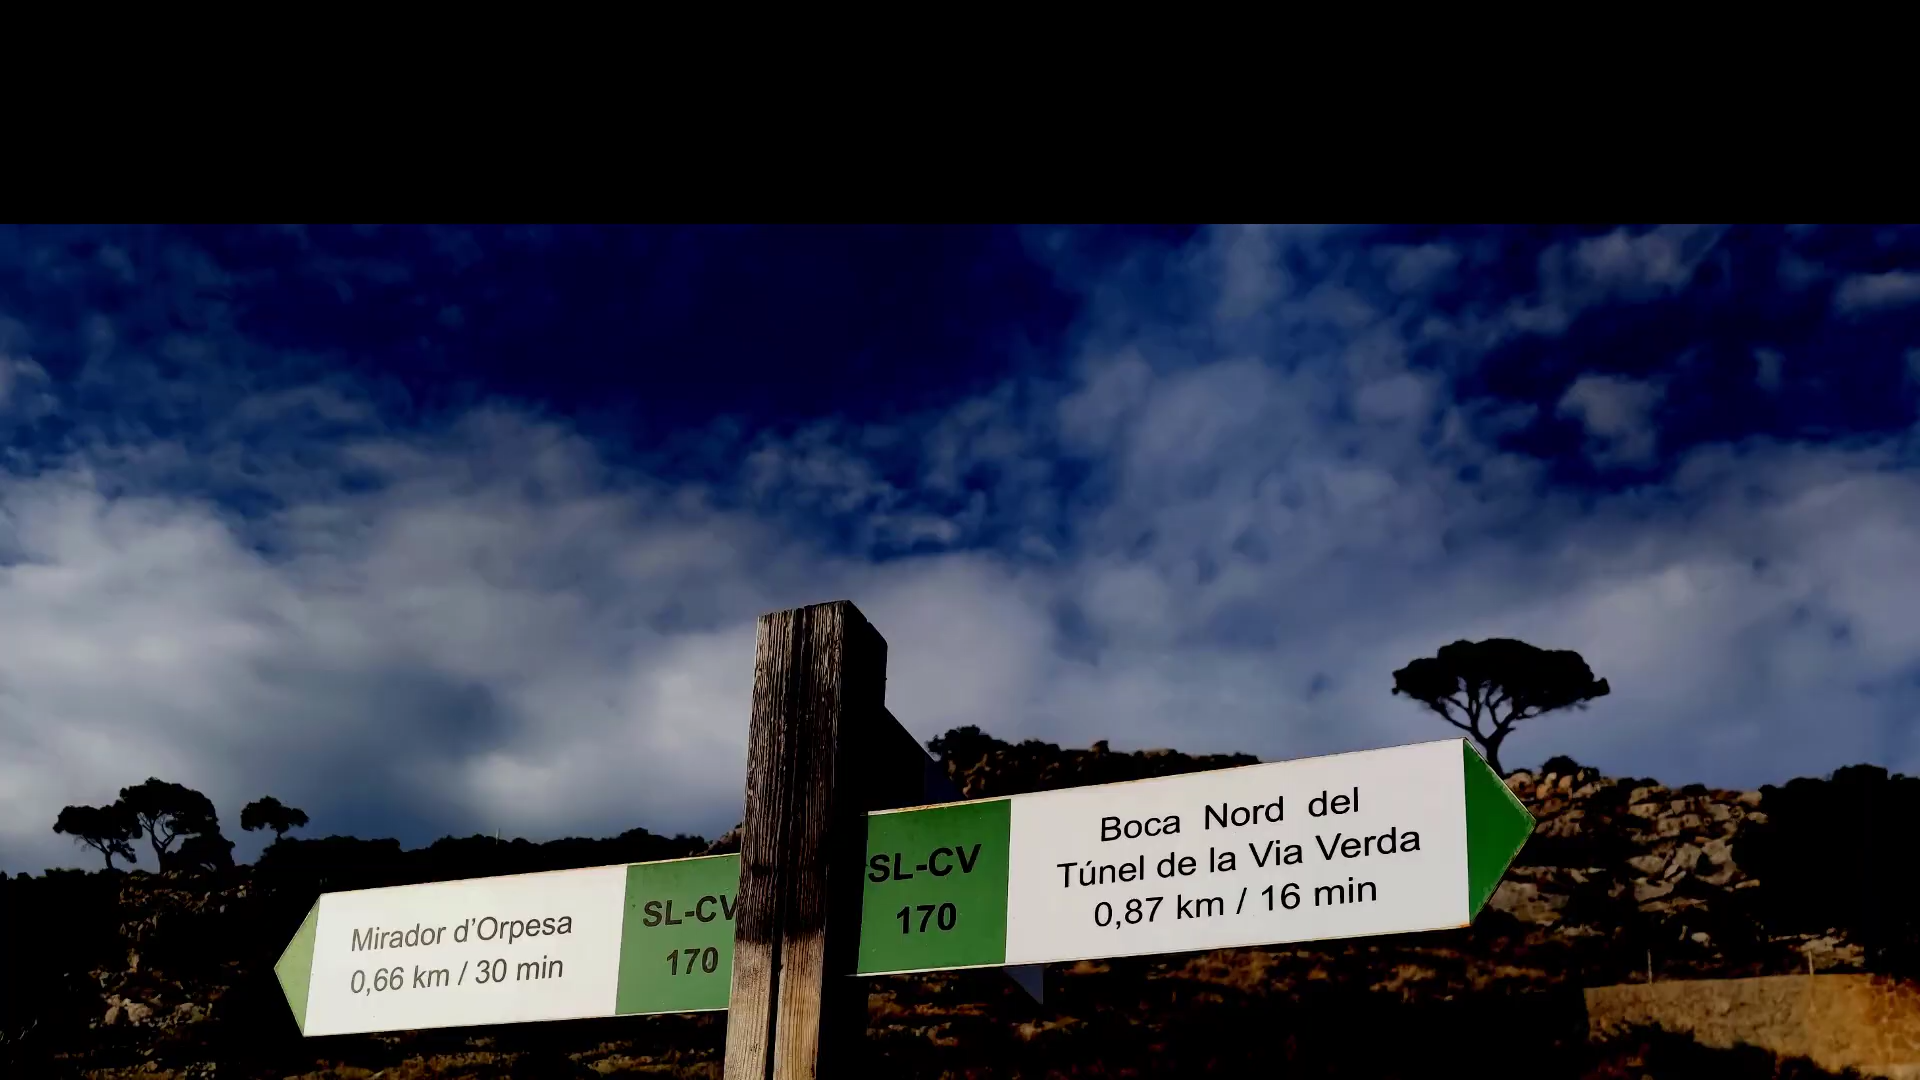 Mirador d'Orpesa
0,66 km / 30 min
SL-CV
170
SL-CV
170
Boca Nord del
Túnel de la Via Verda
0,87 km / 16 min